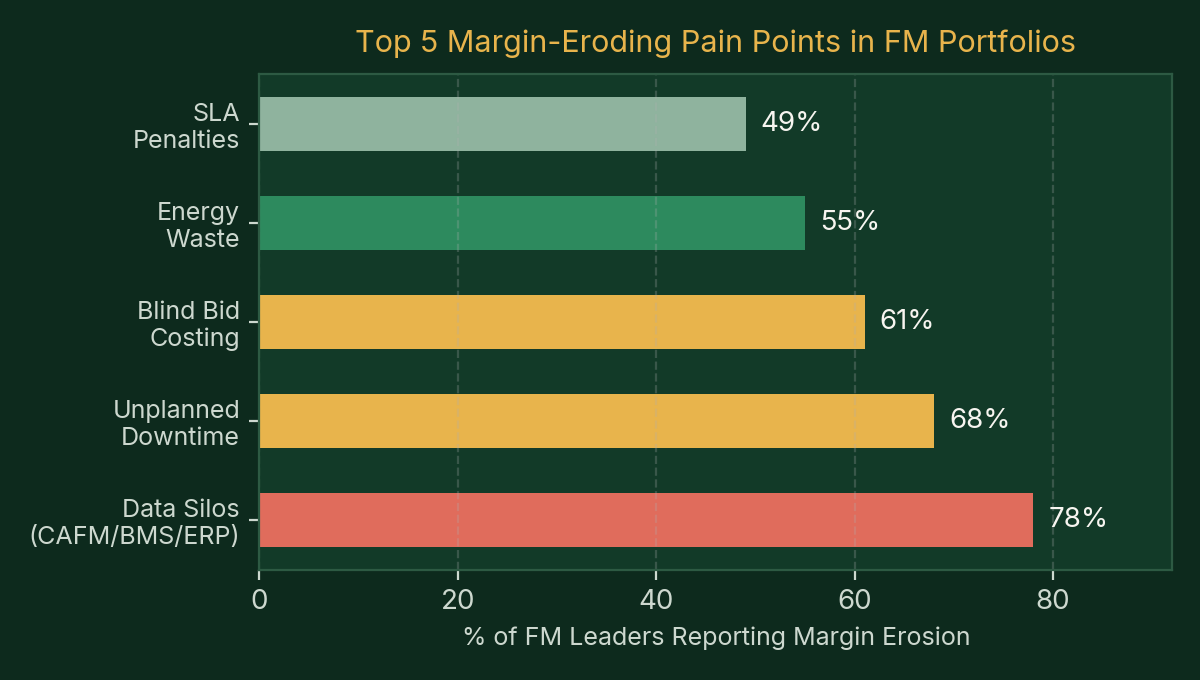 Top 5 Margin-Eroding Pain Points in FM Portfolios
SLA
Penalties
49%
Energy
Waste
55%
Blind Bid
Costing
61%
Unplanned
Downtime
68%
Data Silos
(CAFM/BMS/ERP)
78%
0 20 40 60 80
% of FM Leaders Reporting Margin Erosion